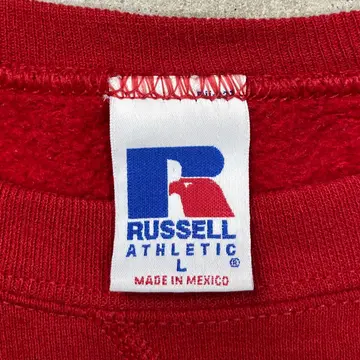 RUSSELL
ATHLETIC
L ®
MADE IN MEXICO